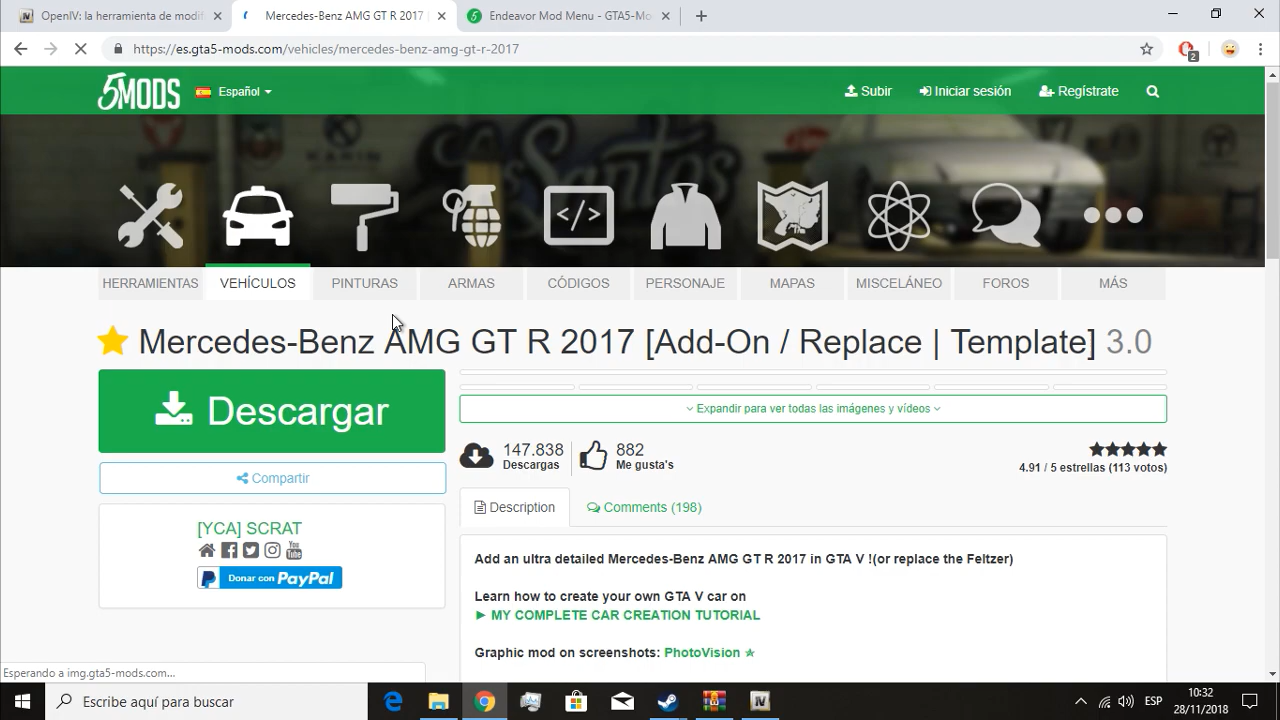 OpenIV: la herramienta de modif
Mercedes-Benz AMG GT R 2017 [
Endeavor Mod Menu - GTA5-Mo
https://es.gta5-mods.com/vehicles/mercedes-benz-amg-gt-r-2017
2
5MODS
Español
Subir
Iniciar sesión
Regístrate
Los Santos
KARIN
</>
HERRAMIENTAS
VEHÍCULOS
PINTURAS
ARMAS
CÓDIGOS
PERSONAJE
MAPAS
MISCELÁNEO
FOROS
MÁS
Mercedes-Benz AMG GT R 2017 [Add-On / Replace | Template] 3.0
Descargar
Expandir para ver todas las imágenes y vídeos
147.838
Descargas
882
Me gusta's
4.91 / 5 estrellas (113 votos)
Compartir
Description
Comments (198)
[YCA] SCRAT
You Tube
Donar con PayPal
Add an ultra detailed Mercedes-Benz AMG GT R 2017 in GTA V !(or replace the Feltzer)
Learn how to create your own GTA V car on
► MY COMPLETE CAR CREATION TUTORIAL
Graphic mod on screenshots: PhotoVision ★
Esperando a img.gta5-mods.com...
Escribe aquí para buscar
ESP
10:32
28/11/2018